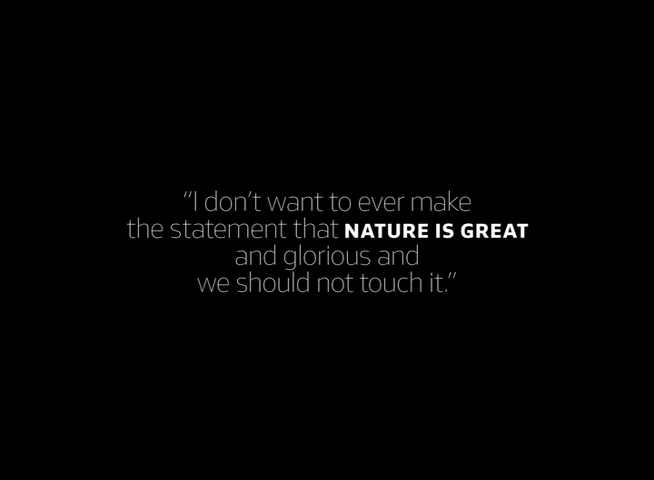 “I don’t want to ever make
the statement that NATURE IS GREAT
and glorious and
we should not touch it.”